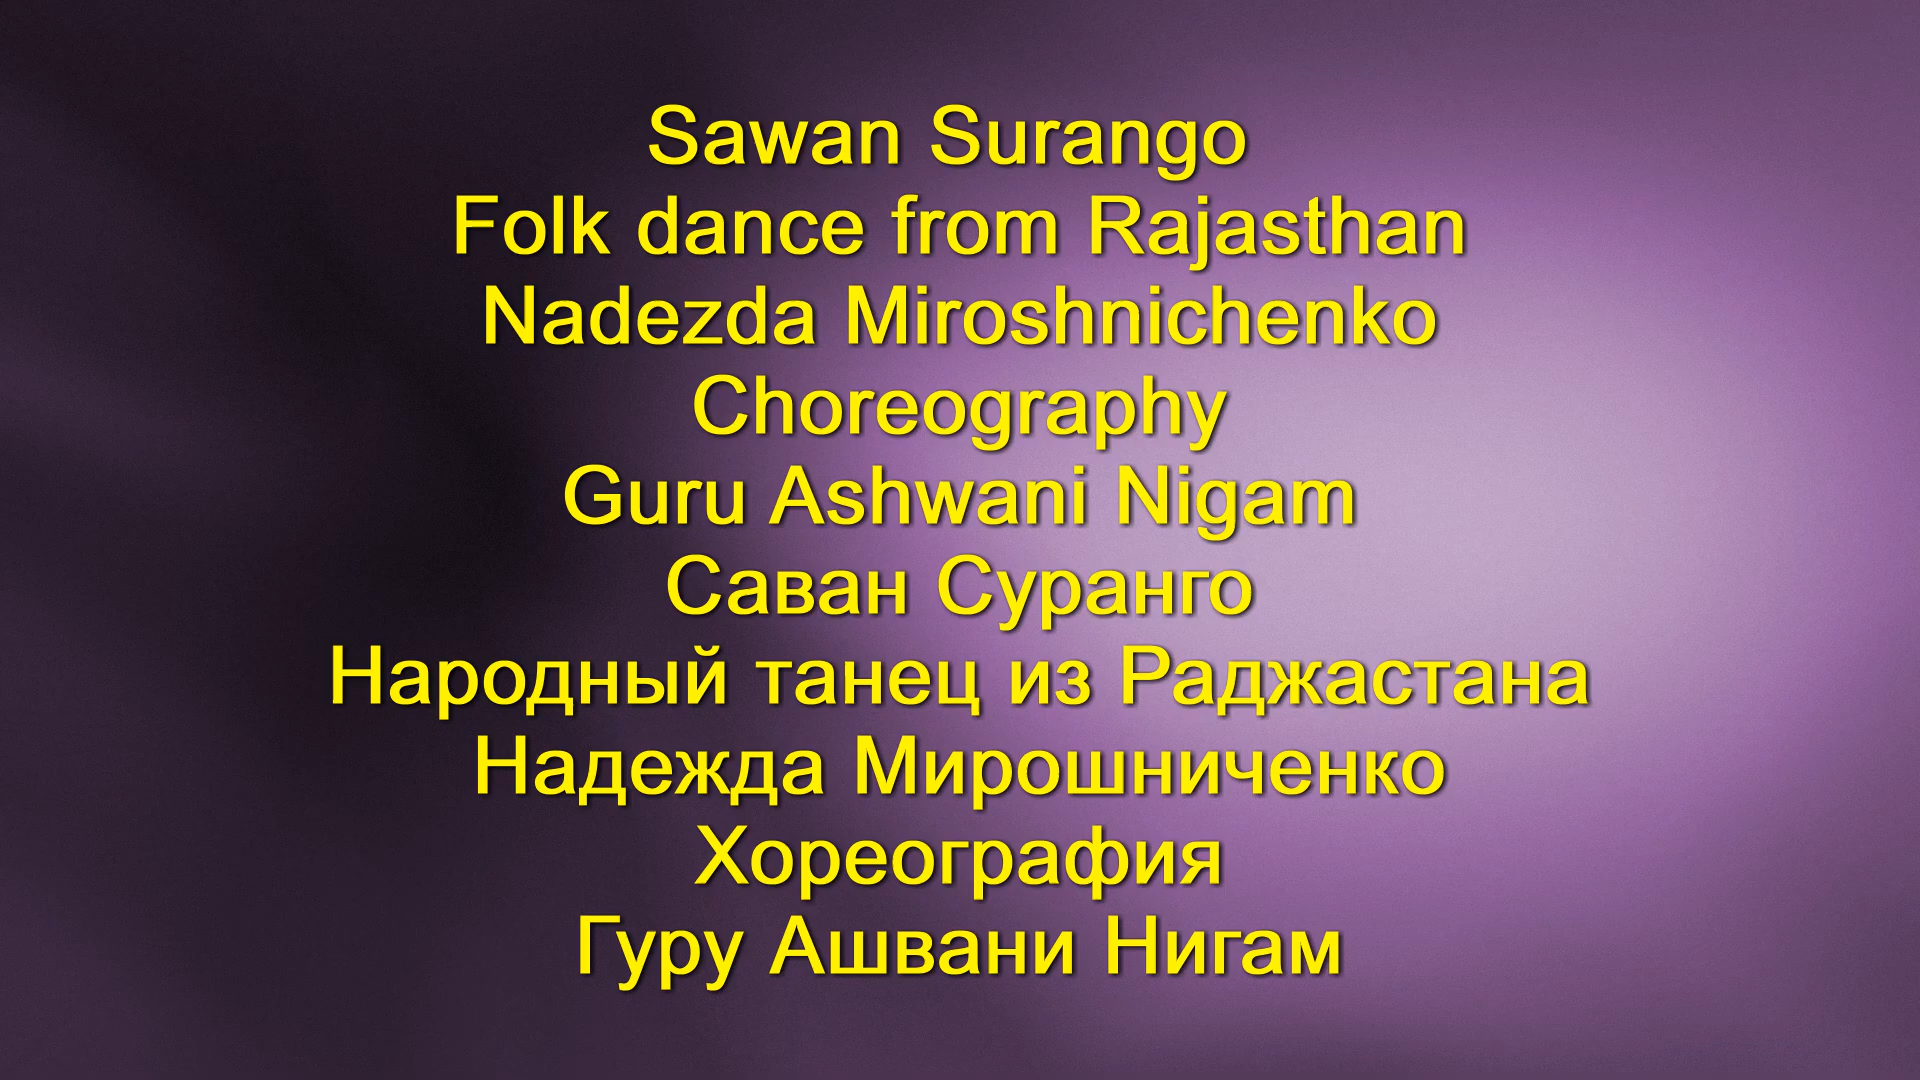 Sawan Surango
Folk dance from Rajasthan
Nadezda Miroshnichenko
Choreography
Guru Ashwani Nigam
Саван Суранго
Народный танец из Раджастана
Надежда Мирошниченко
Хореография
Гуру Ашвани Нигам